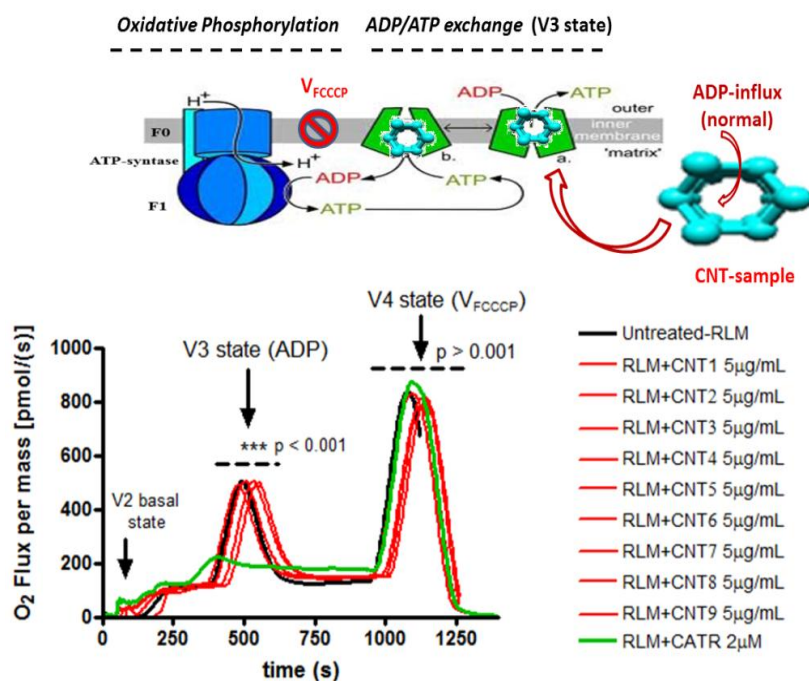 Oxidative Phosphorylation
ADP/ATP exchange (V3 state)
V_FCCCP
H+
F0
ATP-syntase
F1
H+
ADP
ATP
ADP
ATP
b.
ATP
a.
outer
inner
membrane
'matrix'
ADP-influx
(normal)
CNT-sample
V4 state (V_FCCCP)
p > 0.001
V3 state (ADP)
*** p < 0.001
V2 basal
state
O2 Flux per mass [pmol/(s)]
1000
800
600
400
200
0
0 250 500 750 1000 1250
time (s)
Untreated-RLM
RLM+CNT1 5µg/mL
RLM+CNT2 5µg/mL
RLM+CNT3 5µg/mL
RLM+CNT4 5µg/mL
RLM+CNT5 5µg/mL
RLM+CNT6 5µg/mL
RLM+CNT7 5µg/mL
RLM+CNT8 5µg/mL
RLM+CNT9 5µg/mL
RLM+CATR 2µM